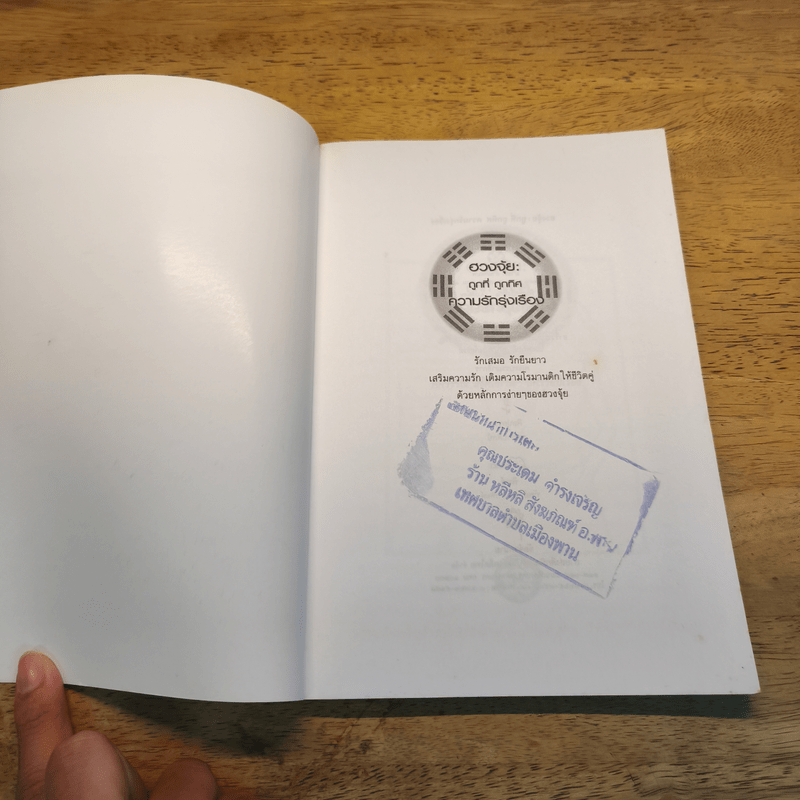 ฮวงจุ้ย:
ถูกที่ ถูกทิศ
ความรักรุ่งเรือง
รักเสมอ รักยืนยาว
เสริมความรัก เติมความโรมานติกให้ชีวิตคู่
ด้วยหลักการง่ายๆของฮวงจุ้ย
คุณประเดม ดำรงเจริญ
ร้าน หลีหลี สังฆภัณฑ์ อ.พาน
เทศบาลตำบลเมืองพาน